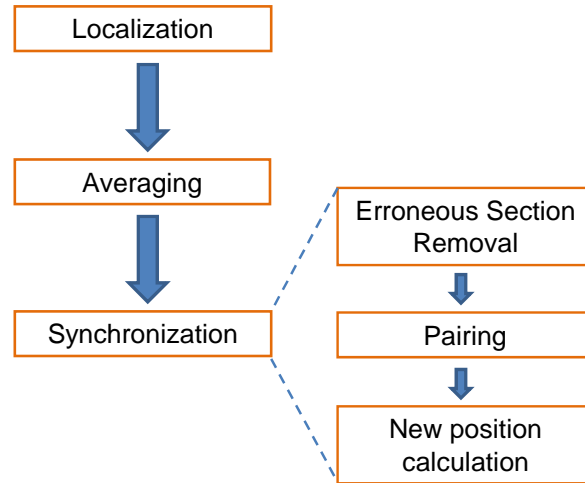 Localization
Averaging
Synchronization
Erroneous Section
Removal
Pairing
New position
calculation